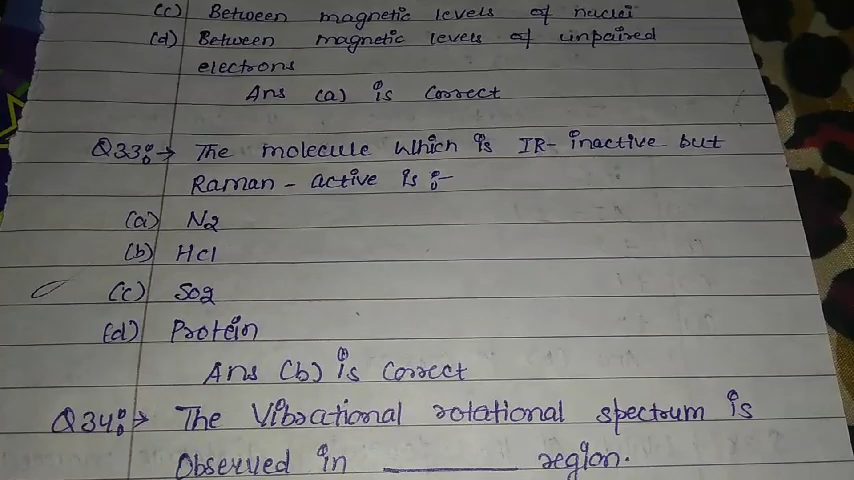 (c) Between magnetic levels of nuclei
(d) Between magnetic levels of unpaired
electrons
Ans (a) is correct
Q33:→ The molecule which is IR- inactive but
Raman - active is :-
(a) N2
(b) Hcl
(c) So2
(d) Protein
Ans (b) is correct
Q34:→ The Vibrational rotational spectrum is
Observed in ________ region.